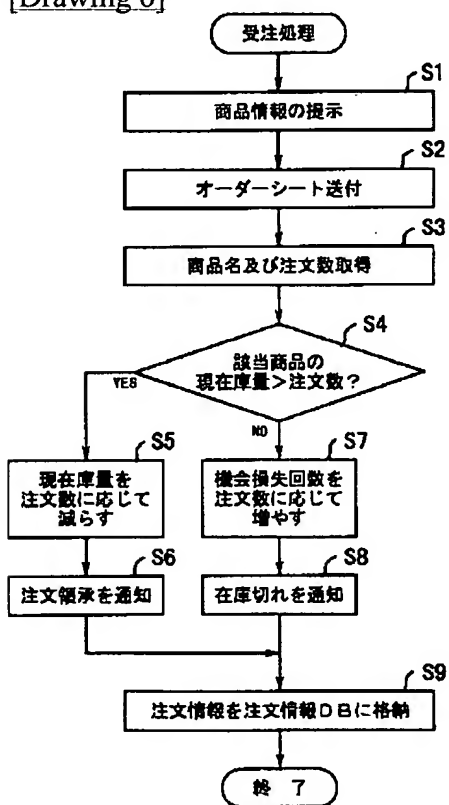 [Drawing 6]
受注処理
S1
商品情報の提示
S2
オーダーシート送付
S3
商品名及び注文数取得
S4
該当商品の
現在庫量>注文数?
YES
NO
S5
現在庫量を
注文数に応じて
減らす
S7
機会損失回数を
注文数に応じて
増やす
S6
注文領承を通知
S8
在庫切れを通知
S9
注文情報を注文情報DBに格納
終 了